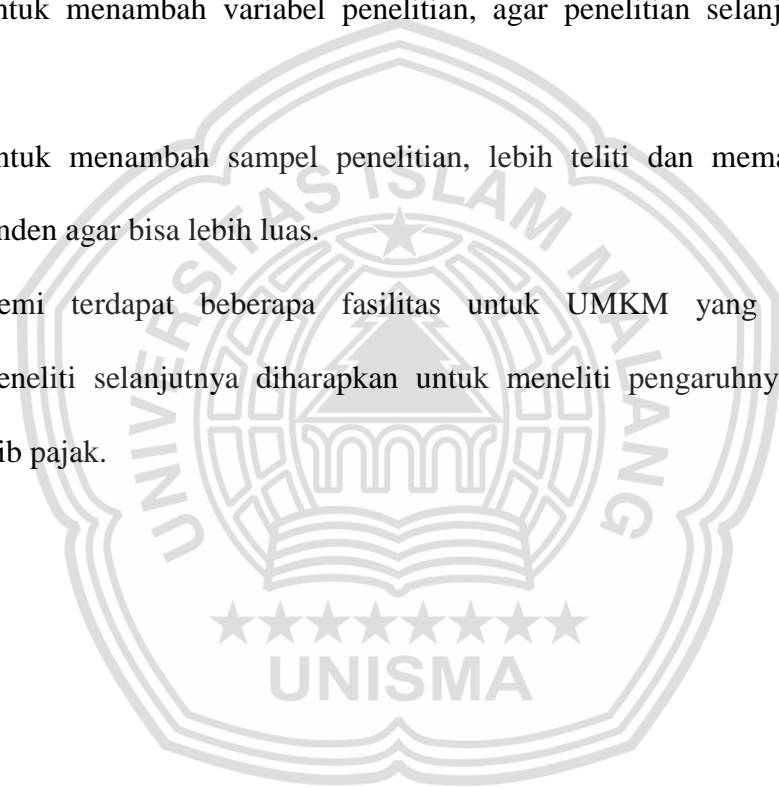 ntuk menambah variabel penelitian, agar penelitian selanj
ntuk menambah sampel penelitian, lebih teliti dan mema
nden agar bisa lebih luas.
emi terdapat beberapa fasilitas untuk UMKM yang
eneliti selanjutnya diharapkan untuk meneliti pengaruhny
ib pajak.
UNIVERSITAS ISLAM MALANG
UNISMA